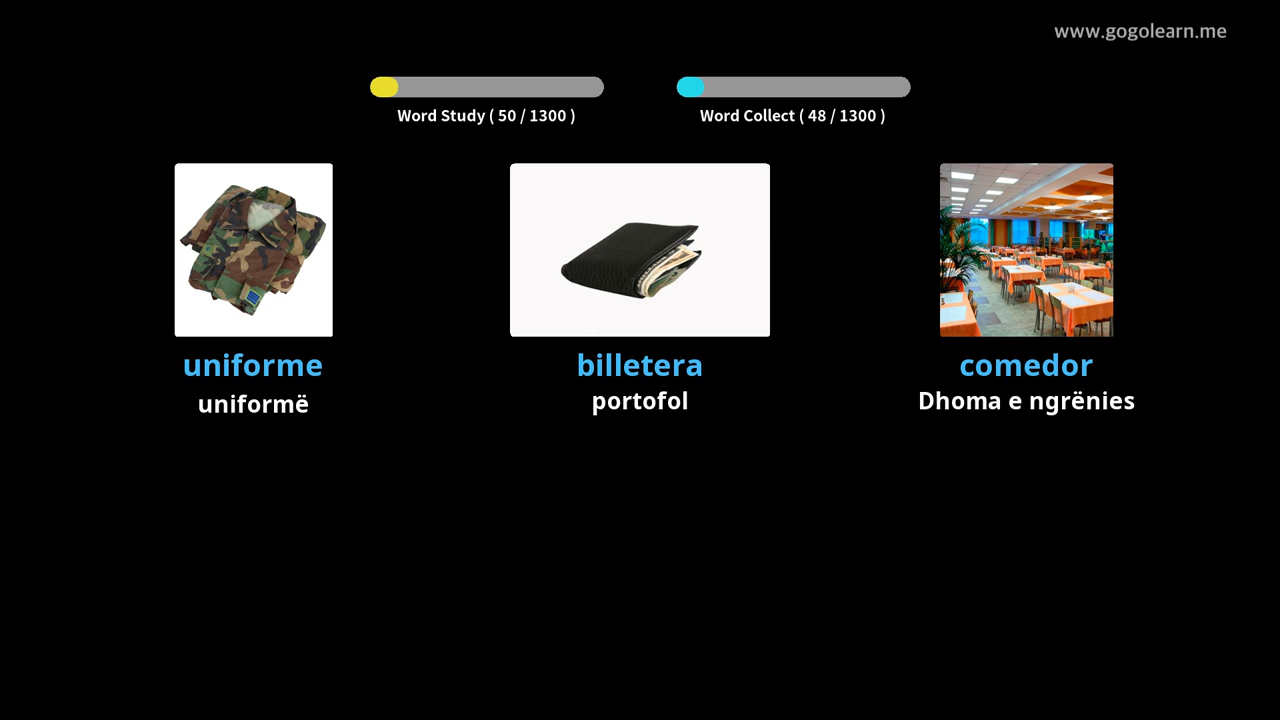 www.gogolearn.me
Word Study ( 50 / 1300 )
Word Collect ( 48 / 1300 )
uniforme
uniformë
billetera
portofol
comedor
Dhoma e ngrënies